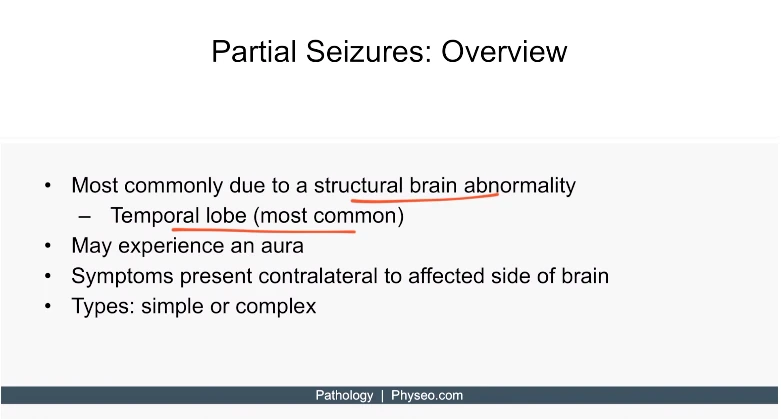 Partial Seizures: Overview
• Most commonly due to a structural brain abnormality
– Temporal lobe (most common)
• May experience an aura
• Symptoms present contralateral to affected side of brain
• Types: simple or complex
Pathology | Physeo.com